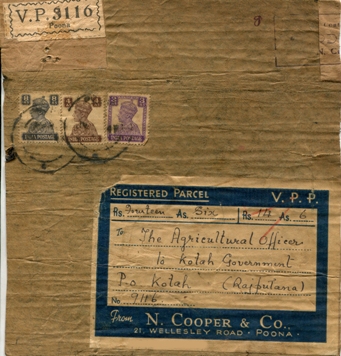 V.P. 3116
Poona
REGISTERED PARCEL V. P. P.
Rs. Fourteen As. Six Rs. 14 As. 6
To The Agricultural Officer
to Kotah Government
P.o Kotah (Rajputana)
No. 9116
From N. COOPER & Co.,
21, WELLESLEY ROAD · POONA ·